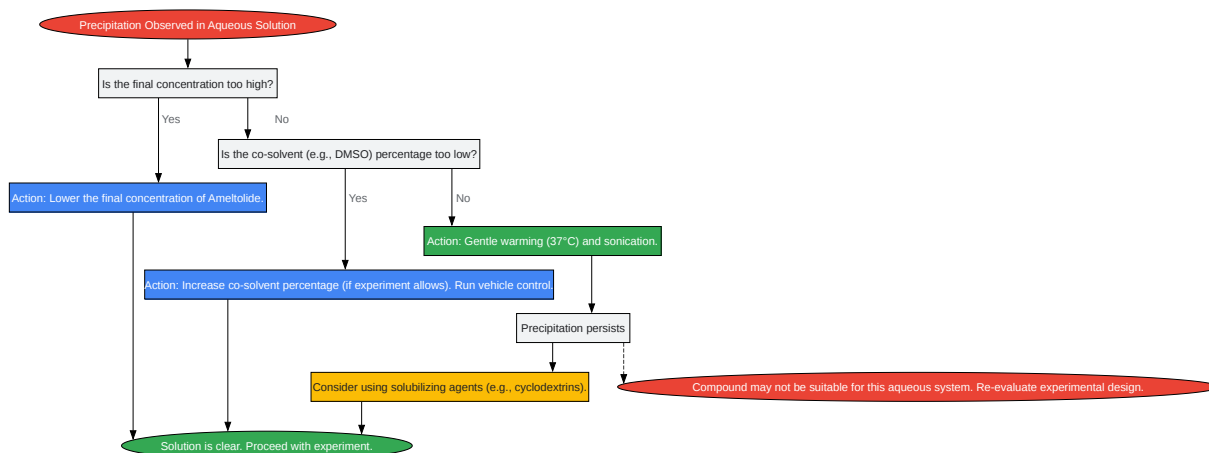 Precipitation Observed in Aqueous Solution
Is the final concentration too high?
Yes
No
Is the co-solvent (e.g., DMSO) percentage too low?
Action: Lower the final concentration of Ameltolide.
Yes
No
Action: Gentle warming (37°C) and sonication.
Action: Increase co-solvent percentage (if experiment allows). Run vehicle control.
Precipitation persists
Consider using solubilizing agents (e.g., cyclodextrins).
Compound may not be suitable for this aqueous system. Re-evaluate experimental design.
Solution is clear. Proceed with experiment.